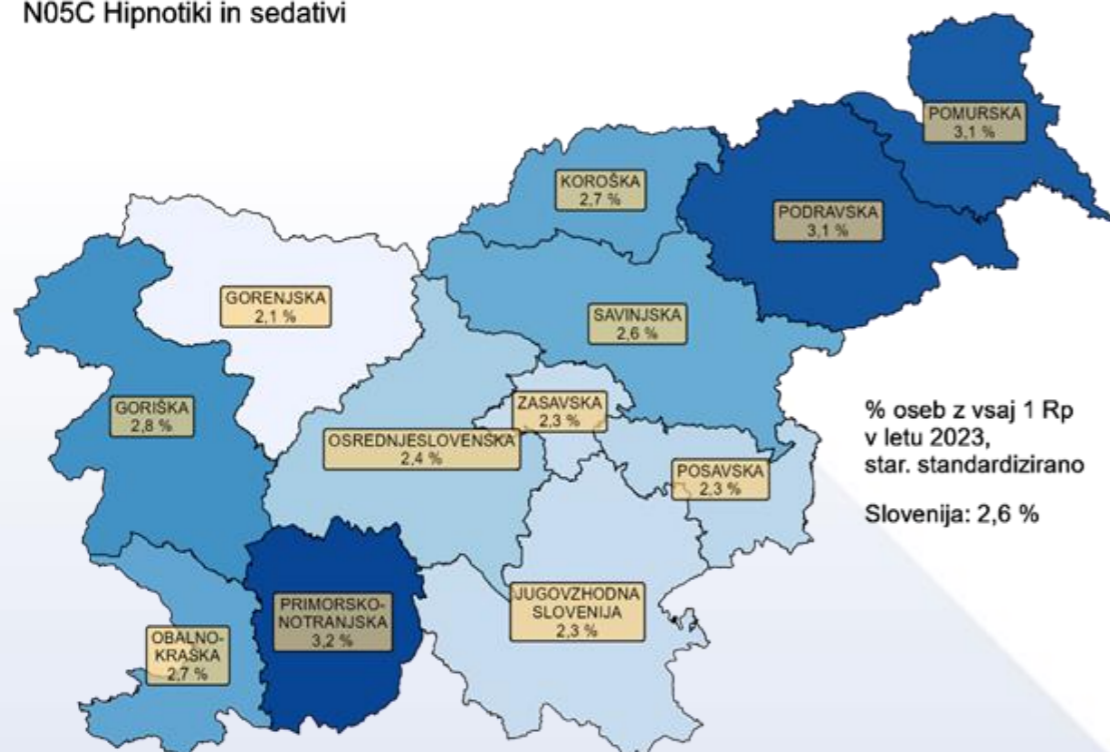 N05C Hipnotiki in sedativi
POMURSKA
3,1 %
KOROŠKA
2,7 %
PODRAVSKA
3,1 %
GORENJSKA
2,1 %
SAVINJSKA
2,6 %
GORIŠKA
2,8 %
ZASAVSKA
2,3 %
OSREDNJESLOVENSKA
2,4 %
POSAVSKA
2,3 %
% oseb z vsaj 1 Rp
v letu 2023,
star. standardizirano
Slovenija: 2,6 %
PRIMORSKO-
NOTRANJSKA
3,2 %
JUGOVZHODNA
SLOVENIJA
2,3 %
OBALNO-
KRAŠKA
2,7 %